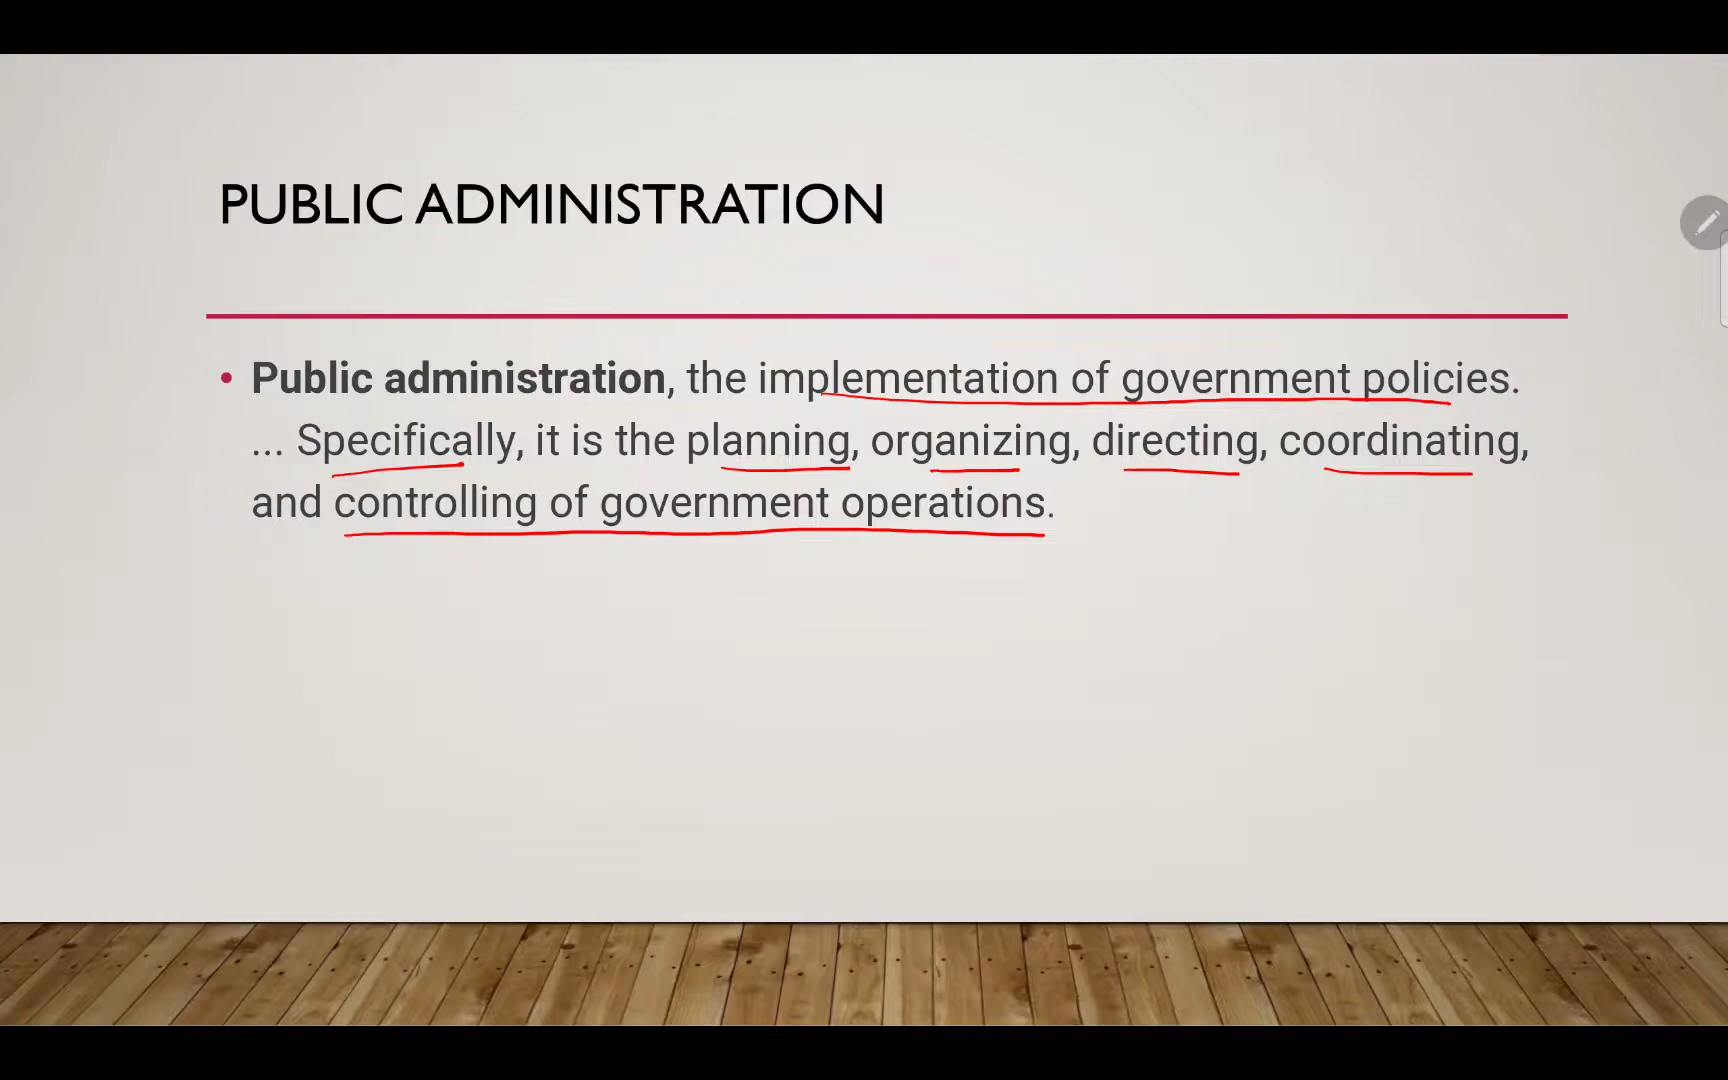 PUBLIC ADMINISTRATION
• Public administration, the implementation of government policies.
... Specifically, it is the planning, organizing, directing, coordinating,
and controlling of government operations.